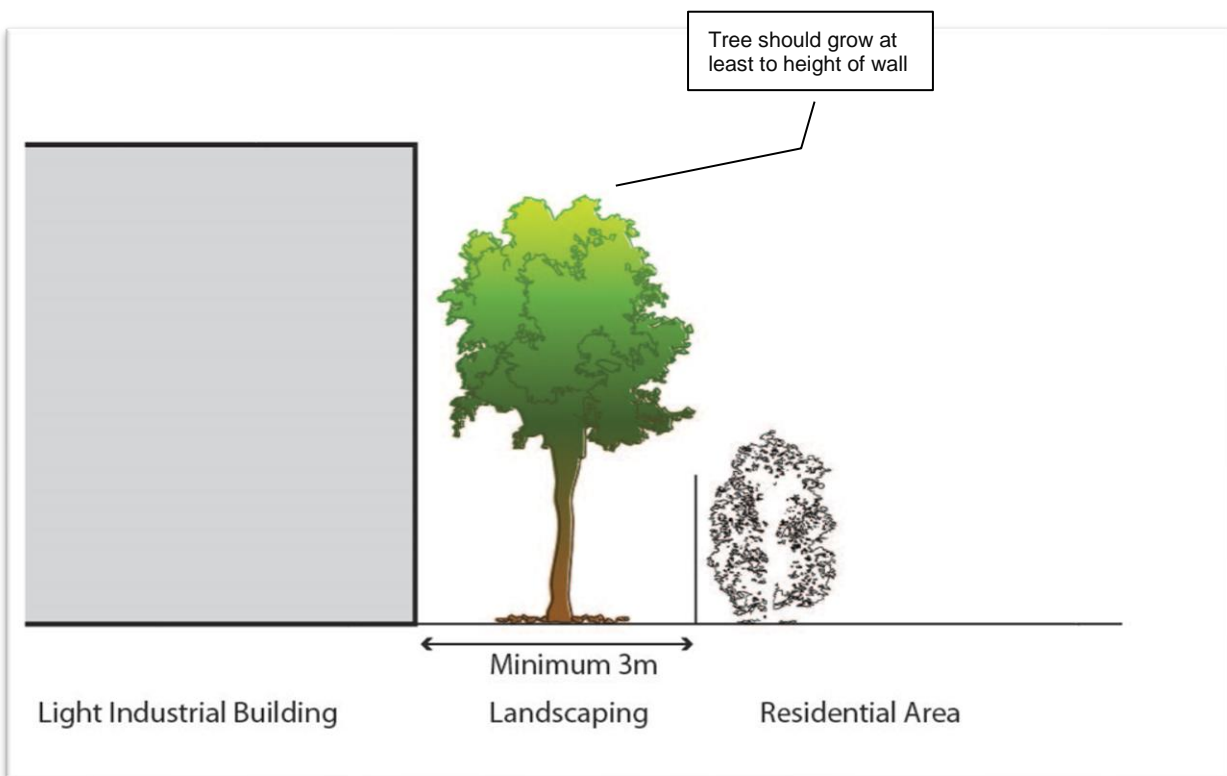 Tree should grow at
least to height of wall
Minimum 3m
Light Industrial Building
Landscaping
Residential Area